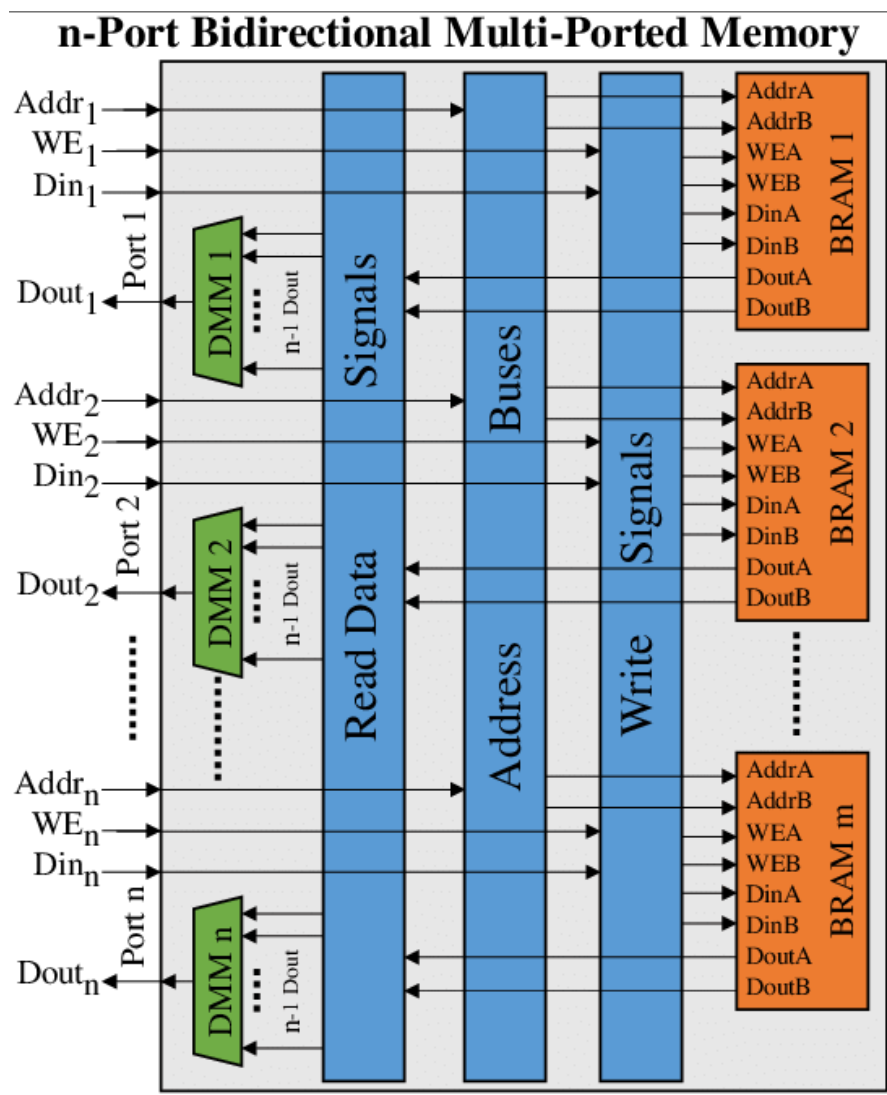 n-Port Bidirectional Multi-Ported Memory
Addr1
WE1
Din1
Port 1
Dout1
DMM 1
n-1 Dout
Addr2
WE2
Din2
Port 2
Dout2
DMM 2
n-1 Dout
Addrn
WEn
Dinn
Port n
Doutn
DMM n
n-1 Dout
Read Data Signals
Address Buses
Write Signals
AddrA
AddrB
WEA
WEB
DinA
DinB
DoutA
DoutB
BRAM 1
AddrA
AddrB
WEA
WEB
DinA
DinB
DoutA
DoutB
BRAM 2
AddrA
AddrB
WEA
WEB
DinA
DinB
DoutA
DoutB
BRAM m